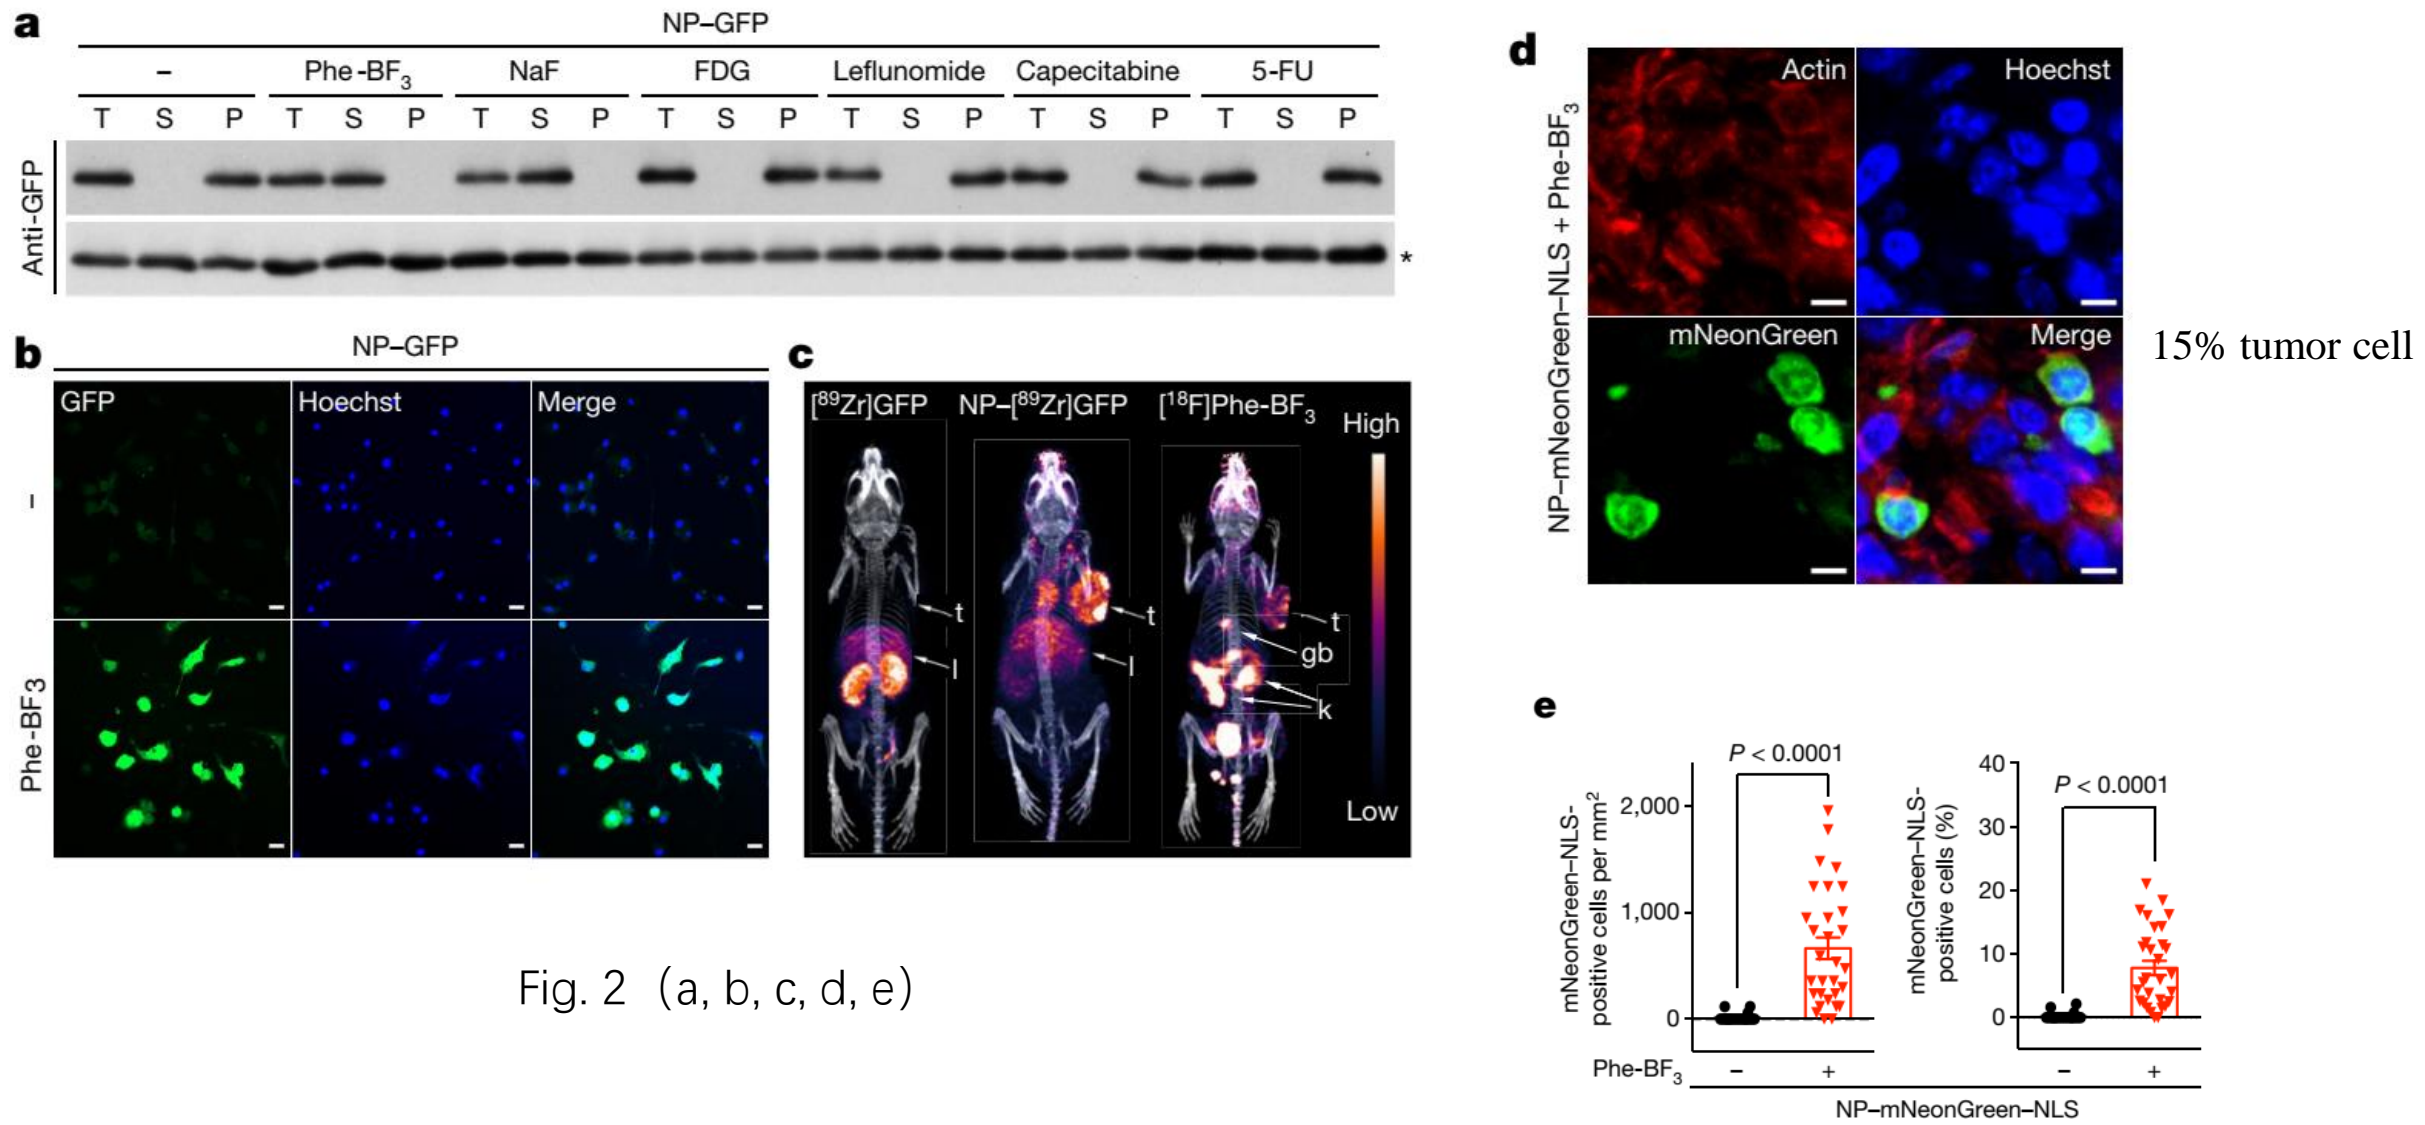 a
NP–GFP
– Phe-BF3 NaF FDG Leflunomide Capecitabine 5-FU
T S P T S P T S P T S P T S P T S P T S P
Anti-GFP
*
b
NP–GFP
GFP Hoechst Merge
–
Phe-BF3
c
[89Zr]GFP NP–[89Zr]GFP [18F]Phe-BF3
High
t t t
l l gb
k
Low
d
NP–mNeonGreen–NLS + Phe-BF3
Actin Hoechst
mNeonGreen Merge
15% tumor cell
e
mNeonGreen–NLS-
positive cells per mm2
P < 0.0001
2,000
1,000
0
mNeonGreen–NLS-
positive cells (%)
P < 0.0001
40
30
20
10
0
Phe-BF3 – + – +
NP–mNeonGreen–NLS
Fig. 2（a, b, c, d, e）